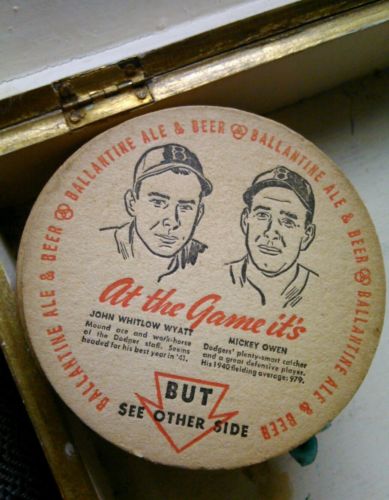 BALLANTINE ALE & BEER
BALLANTINE ALE & BEER
BALLANTINE ALE & BEER
BALLANTINE ALE & BEER
B
B
At the Game it's
JOHN WHITLOW WYATT
Mound ace and work-horse
of the Dodger staff. Seems
headed for his best year in '41.
MICKEY OWEN
Dodgers' plenty-smart catcher
and a great defensive player.
His 1940 fielding average: 979.
BUT
SEE OTHER SIDE